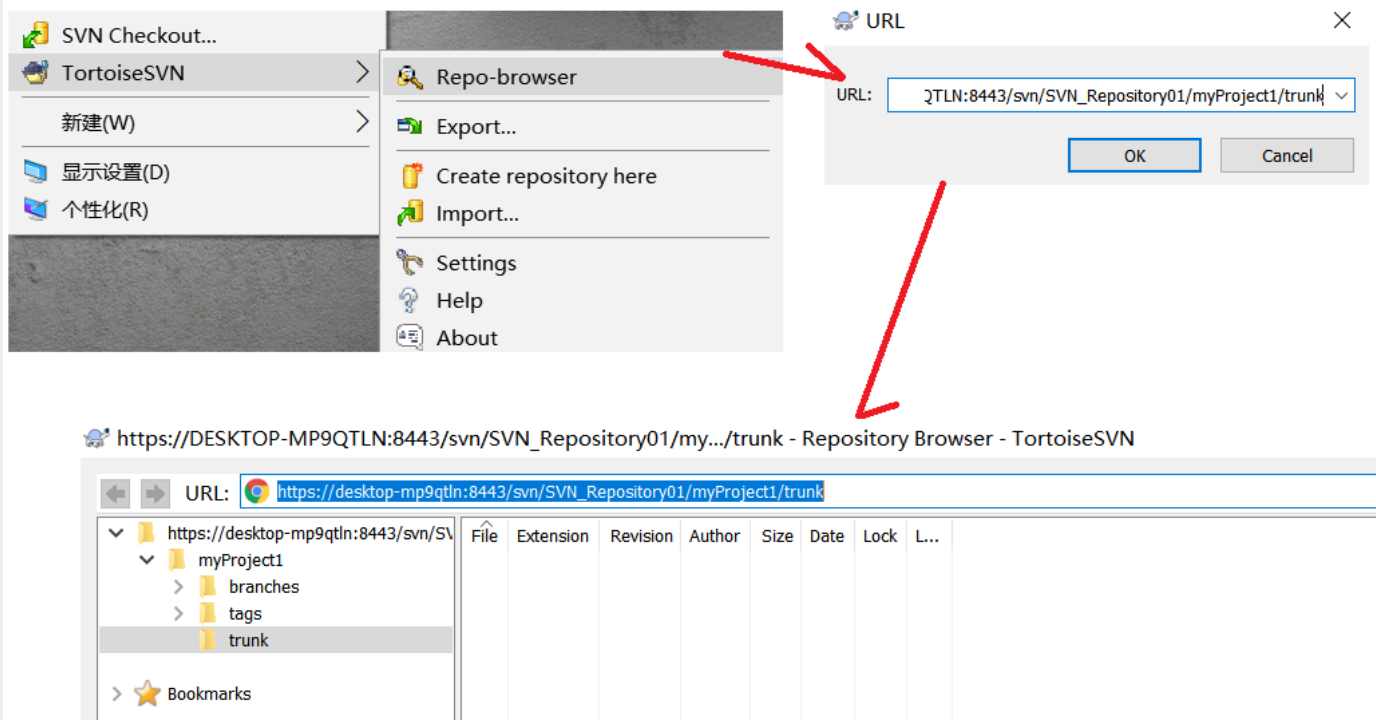 SVN Checkout...
TortoiseSVN
新建(W)
显示设置(D)
个性化(R)
Repo-browser
Export...
Create repository here
Import...
Settings
Help
About
URL
URL: QTLN:8443/svn/SVN_Repository01/myProject1/trunk
OK Cancel
https://DESKTOP-MP9QTLN:8443/svn/SVN_Repository01/my.../trunk - Repository Browser - TortoiseSVN
URL: https://desktop-mp9qtln:8443/svn/SVN_Repository01/myProject1/trunk
https://desktop-mp9qtln:8443/svn/SV
myProject1
branches
tags
trunk
Bookmarks
File Extension Revision Author Size Date Lock L...